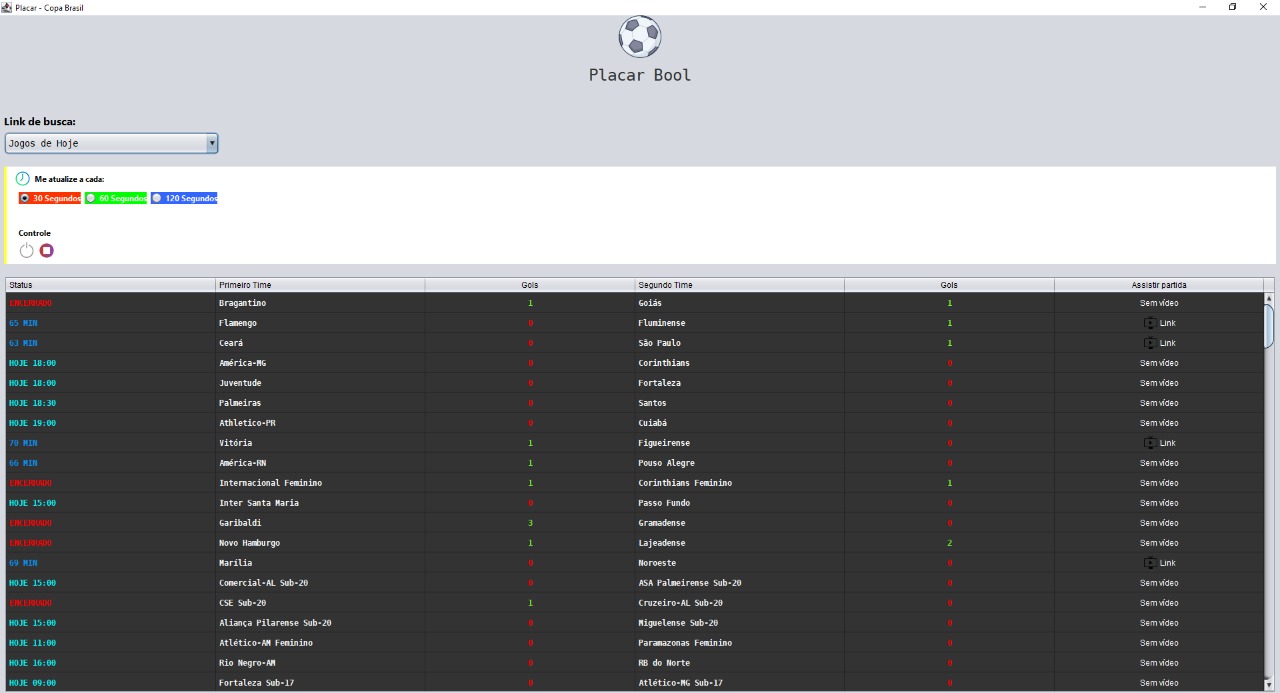 Placar - Copa Brasil
Placar Bool
Link de busca:
Jogos de Hoje
Me atualize a cada:
30 Segundos 60 Segundos 120 Segundos
Controle
Status Primeiro Time Gols Segundo Time Gols Assistir partida
ENCERRADO Bragantino 1 Goiás 1 Sem vídeo
65 MIN Flamengo 0 Fluminense 1 Link
63 MIN Ceará 0 São Paulo 1 Link
HOJE 18:00 América-MG 0 Corinthians 0 Sem vídeo
HOJE 18:00 Juventude 0 Fortaleza 0 Sem vídeo
HOJE 18:30 Palmeiras 0 Santos 0 Sem vídeo
HOJE 19:00 Athletico-PR 0 Cuiabá 0 Sem vídeo
70 MIN Vitória 1 Figueirense 0 Link
66 MIN América-RN 1 Pouso Alegre 0 Sem vídeo
ENCERRADO Internacional Feminino 1 Corinthians Feminino 1 Sem vídeo
HOJE 15:00 Inter Santa Maria 0 Passo Fundo 0 Sem vídeo
ENCERRADO Garibaldi 3 Gramadense 0 Sem vídeo
ENCERRADO Novo Hamburgo 1 Lajeadense 2 Sem vídeo
69 MIN Marília 0 Noroeste 0 Link
HOJE 15:00 Comercial-AL Sub-20 0 ASA Palmeirense Sub-20 0 Sem vídeo
ENCERRADO CSE Sub-20 1 Cruzeiro-AL Sub-20 0 Sem vídeo
HOJE 15:00 Aliança Pilarense Sub-20 0 Miguelense Sub-20 0 Sem vídeo
HOJE 11:00 Atlético-AM Feminino 0 Paramazonas Feminino 0 Sem vídeo
HOJE 16:00 Rio Negro-AM 0 RB do Norte 0 Sem vídeo
HOJE 09:00 Fortaleza Sub-17 0 Atlético-MG Sub-17 0 Sem vídeo